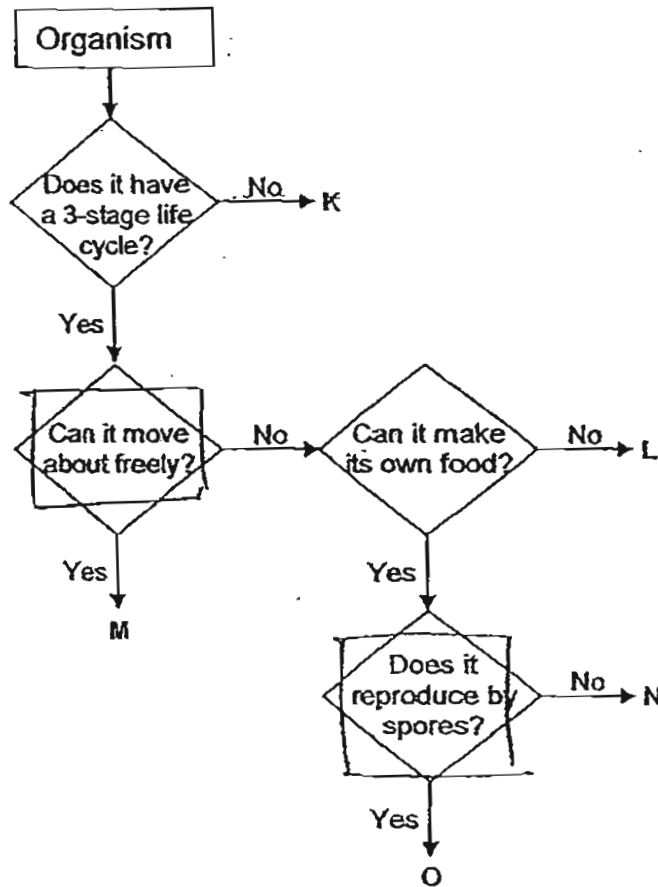 Organism
Does it have
a 3-stage life
cycle?
No
K
Yes
Can it move
about freely?
No
Can it make
its own food?
No
L
Yes
M
Yes
Does it
reproduce by
spores?
No
N
Yes
O